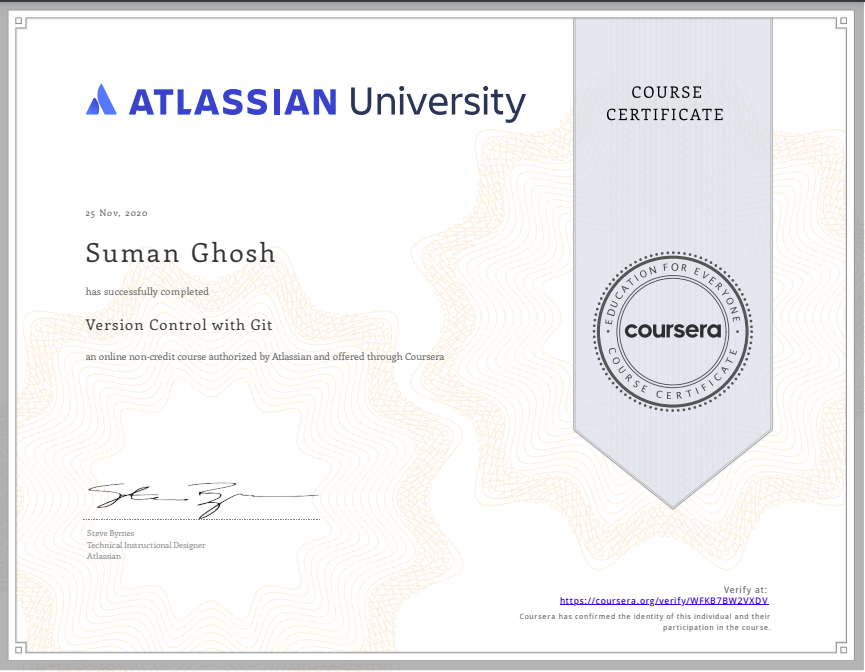 ATLASSIAN University
COURSE
CERTIFICATE
25 Nov, 2020
Suman Ghosh
has successfully completed
Version Control with Git
an online non-credit course authorized by Atlassian and offered through Coursera
EDUCATION FOR EVERYONE
coursera
COURSE CERTIFICATE
Steve Byrnes
Technical Instructional Designer
Atlassian
Verify at:
https://coursera.org/verify/WFKB7BW2VXDV
Coursera has confirmed the identity of this individual and their
participation in the course.